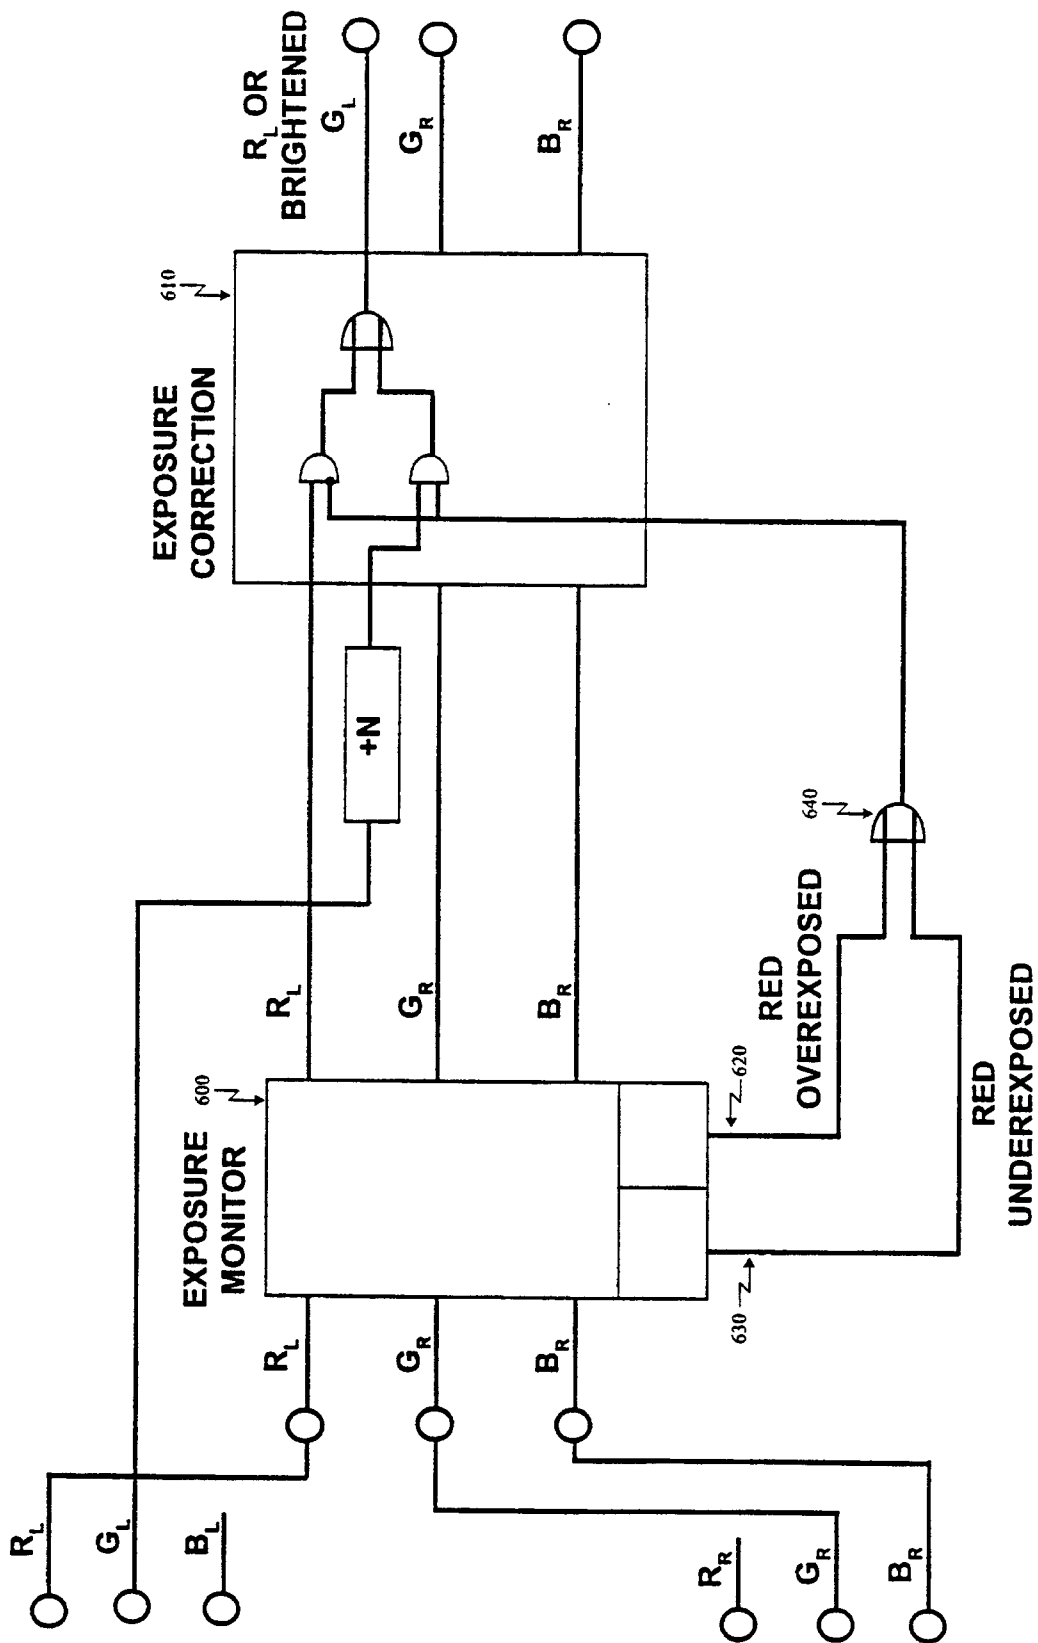 R_L
G_L
B_L
R_R
G_R
B_R
R_L
G_R
B_R
EXPOSURE
MONITOR
600
R_L
G_R
B_R
620
630
RED
OVEREXPOSED
RED
UNDEREXPOSED
640
+N
EXPOSURE
CORRECTION
610
R_L OR
BRIGHTENED
G_L
G_R
B_R